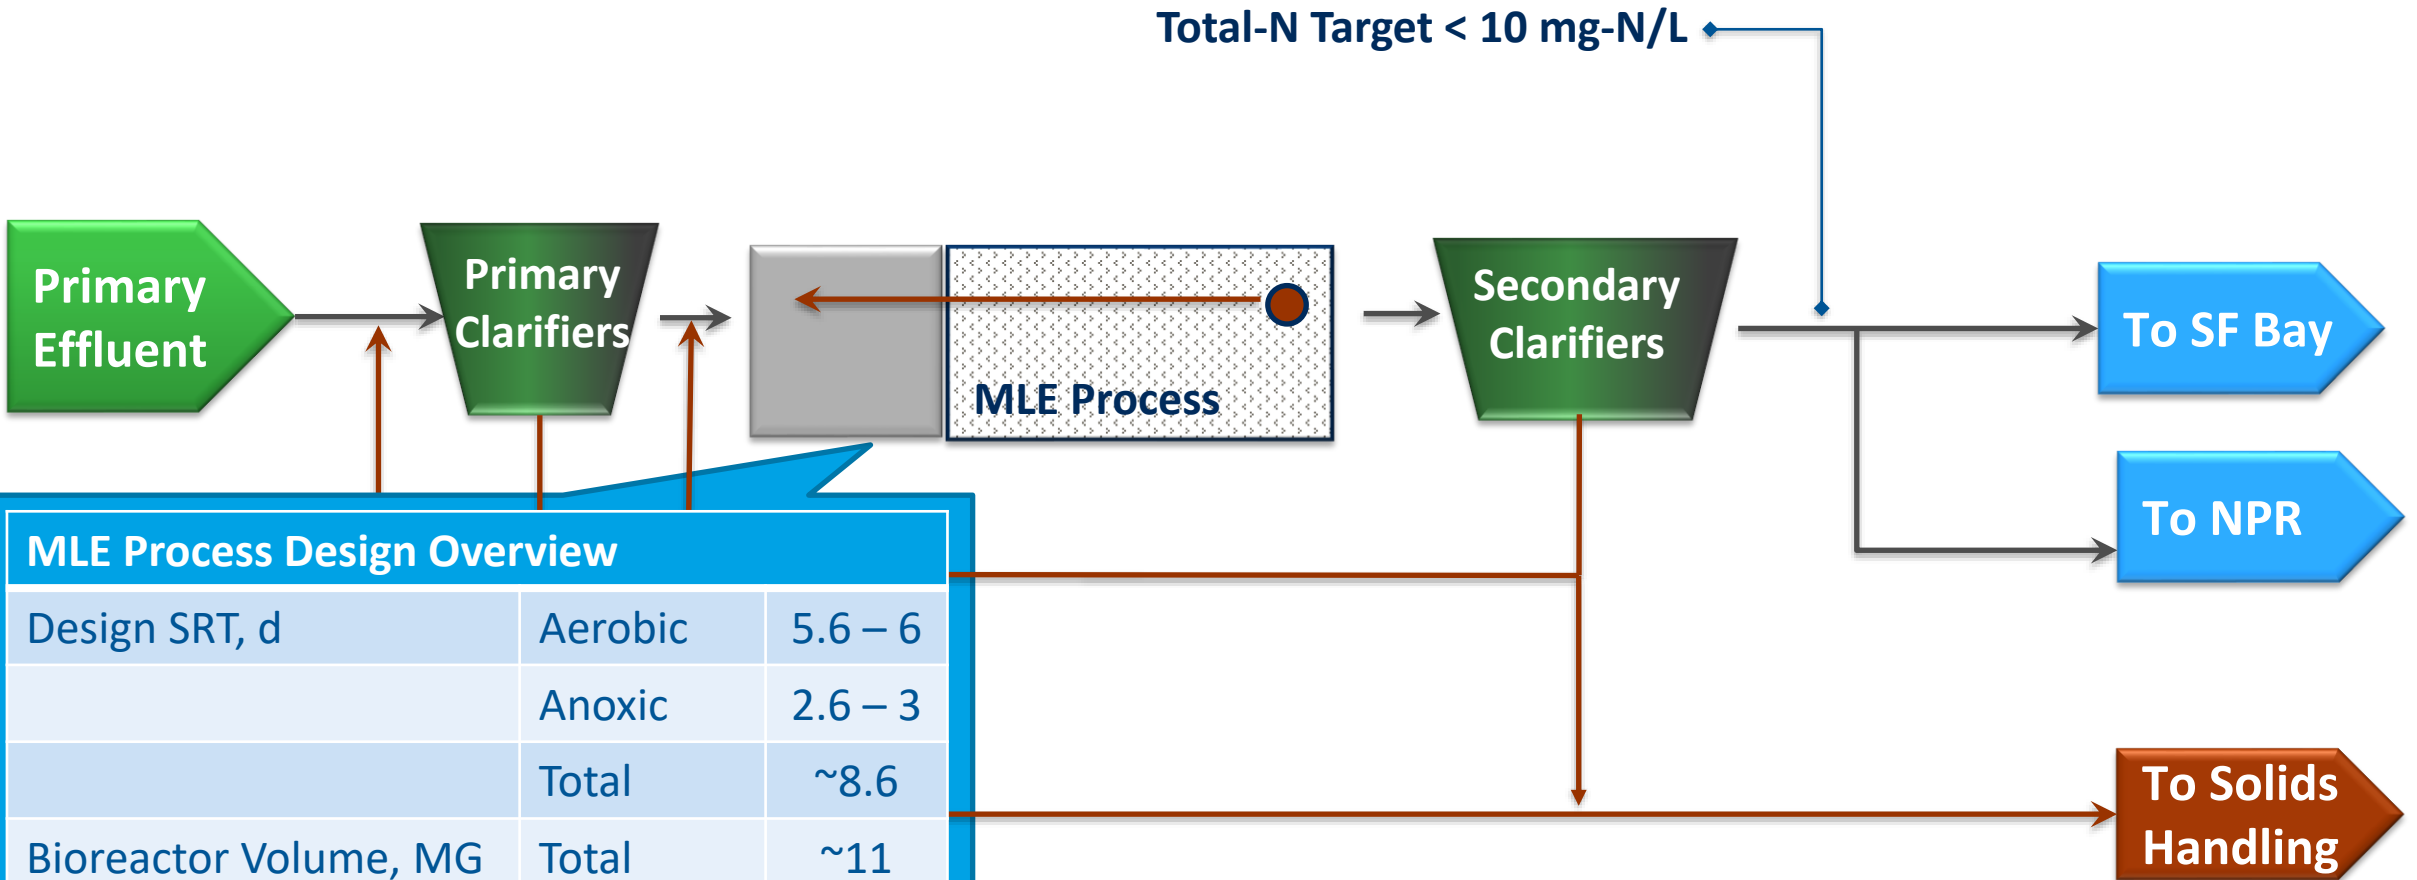 Total-N Target < 10 mg-N/L
Primary
Effluent
Primary
Clarifiers
MLE Process
Secondary
Clarifiers
To SF Bay
To NPR
To Solids
Handling
MLE Process Design Overview
Design SRT, d Aerobic 5.6 – 6
Anoxic 2.6 – 3
Total ~8.6
Bioreactor Volume, MG Total ~11